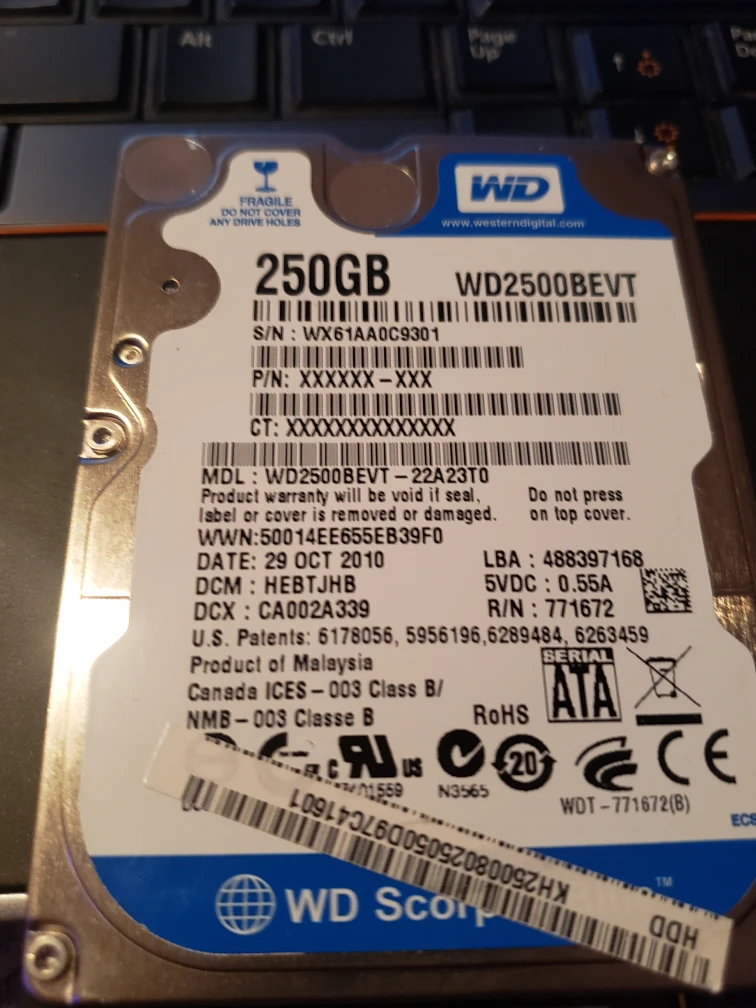 Alt
Ctrl
Page
Up
FRAGILE
DO NOT COVER
ANY DRIVE HOLES
WD
www.westerndigital.com
250GB WD2500BEVT
S/N : WX61AA0C9301
P/N: XXXXXX-XXX
CT: XXXXXXXXXXXXXX
MDL : WD2500BEVT-22A23T0
Product warranty will be void if seal, Do not press
label or cover is removed or damaged. on top cover.
WWN:50014EE655EB39F0
DATE: 29 OCT 2010 LBA : 488397168
DCM : HEBTJHB 5VDC : 0.55A
DCX : CA002A339 R/N : 771672
U.S. Patents: 6178056, 5956196,6289484, 6263459
Product of Malaysia
Canada ICES-003 Class B/
NMB-003 Classe B
RoHS
SERIAL
ATA
c RU US
20
CE
N3565
WDT-771672(B)
HDD KH25008025050D97C41601
WD Scorp
TM